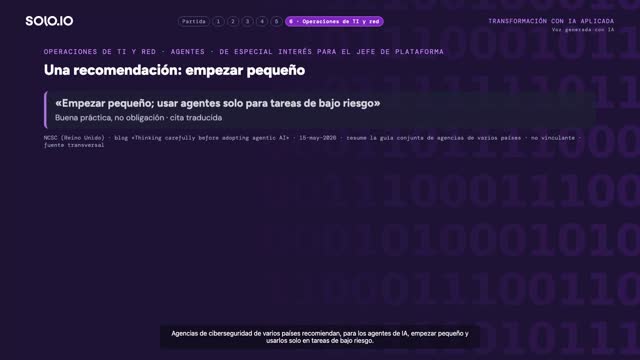 SOLO.IO
Partida 1 2 3 4 5 6 · Operaciones de TI y red
TRANSFORMACIÓN CON IA APLICADA
Voz generada con IA
OPERACIONES DE TI Y RED · AGENTES · DE ESPECIAL INTERÉS PARA EL JEFE DE PLATAFORMA
Una recomendación: empezar pequeño
«Empezar pequeño; usar agentes solo para tareas de bajo riesgo»
Buena práctica, no obligación · cita traducida
NCSC (Reino Unido) · blog «Thinking carefully before adopting agentic AI» · 15-may-2026 · resume la guía conjunta de agencias de varios países · no vinculante ·
fuente transversal
Agencias de ciberseguridad de varios países recomiendan, para los agentes de IA, empezar pequeño y
usarlos solo en tareas de bajo riesgo.